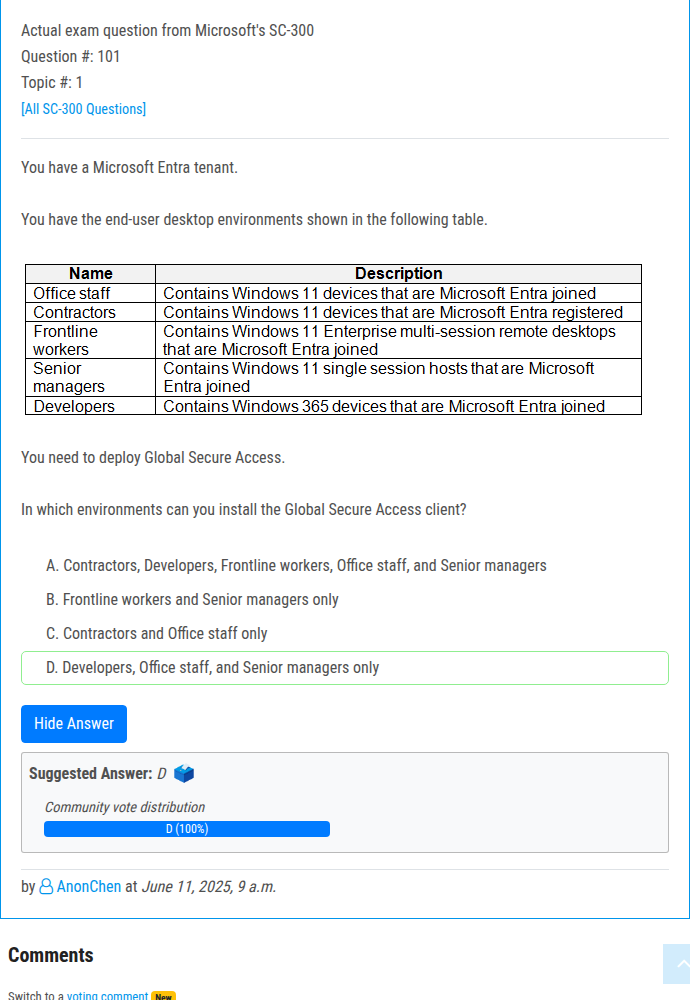 Actual exam question from Microsoft's SC-300
Question #: 101
Topic #: 1
[All SC-300 Questions]
You have a Microsoft Entra tenant.
You have the end-user desktop environments shown in the following table.
Name Description
Office staff Contains Windows 11 devices that are Microsoft Entra joined
Contractors Contains Windows 11 devices that are Microsoft Entra registered
Frontline workers Contains Windows 11 Enterprise multi-session remote desktops
that are Microsoft Entra joined
Senior managers Contains Windows 11 single session hosts that are Microsoft
Entra joined
Developers Contains Windows 365 devices that are Microsoft Entra joined
You need to deploy Global Secure Access.
In which environments can you install the Global Secure Access client?
A. Contractors, Developers, Frontline workers, Office staff, and Senior managers
B. Frontline workers and Senior managers only
C. Contractors and Office staff only
D. Developers, Office staff, and Senior managers only
Hide Answer
Suggested Answer: D
Community vote distribution
D (100%)
by AnonChen at June 11, 2025, 9 a.m.
Comments
Switch to a voting comment New